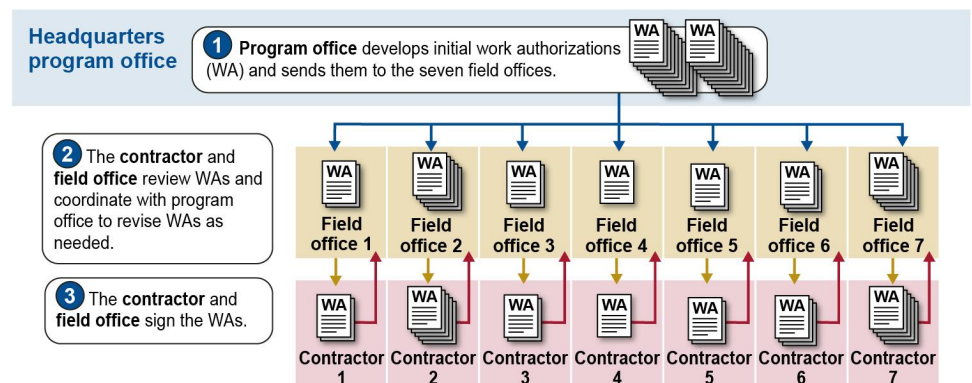 Headquarters
program office
1 Program office develops initial work authorizations
(WA) and sends them to the seven field offices.
WA WA
2 The contractor and
field office review WAs and
coordinate with program
office to revise WAs as
needed.
3 The contractor and
field office sign the WAs.
WA WA WA WA WA WA WA
Field Field Field Field Field Field Field
office 1 office 2 office 3 office 4 office 5 office 6 office 7
WA WA WA WA WA WA WA
Contractor Contractor Contractor Contractor Contractor Contractor Contractor
1 2 3 4 5 6 7